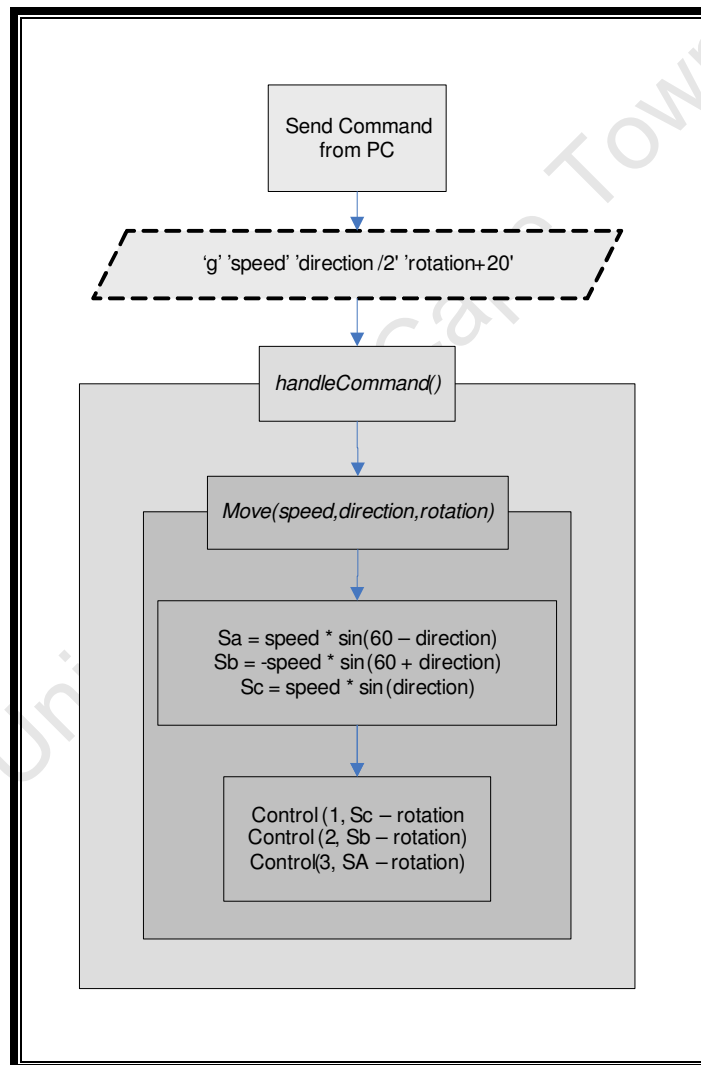 Send Command
from PC
‘g’ 'speed’ 'direction /2' 'rotation+20'
handleCommand()
Move(speed,direction,rotation)
Sa = speed * sin(60 – direction)
Sb = -speed * sin(60 + direction)
Sc = speed * sin(direction)
Control (1, Sc – rotation
Control (2, Sb – rotation)
Control(3, SA – rotation)